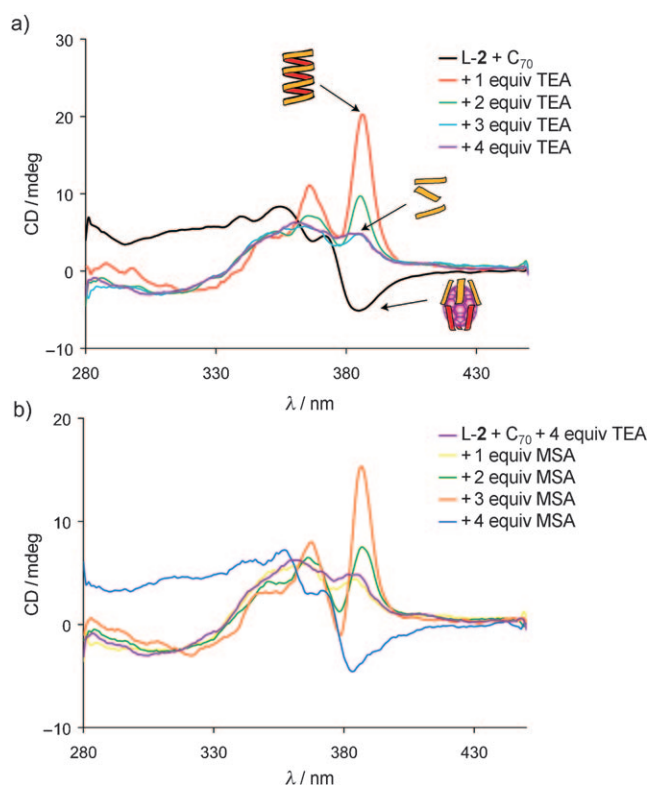 a)
30
20
10
0
–10
CD / mdeg
L-2 + C70
+ 1 equiv TEA
+ 2 equiv TEA
+ 3 equiv TEA
+ 4 equiv TEA
280 330 380 430
λ / nm
b)
20
10
0
–10
CD / mdeg
L-2 + C70 + 4 equiv TEA
+ 1 equiv MSA
+ 2 equiv MSA
+ 3 equiv MSA
+ 4 equiv MSA
280 330 380 430
λ / nm